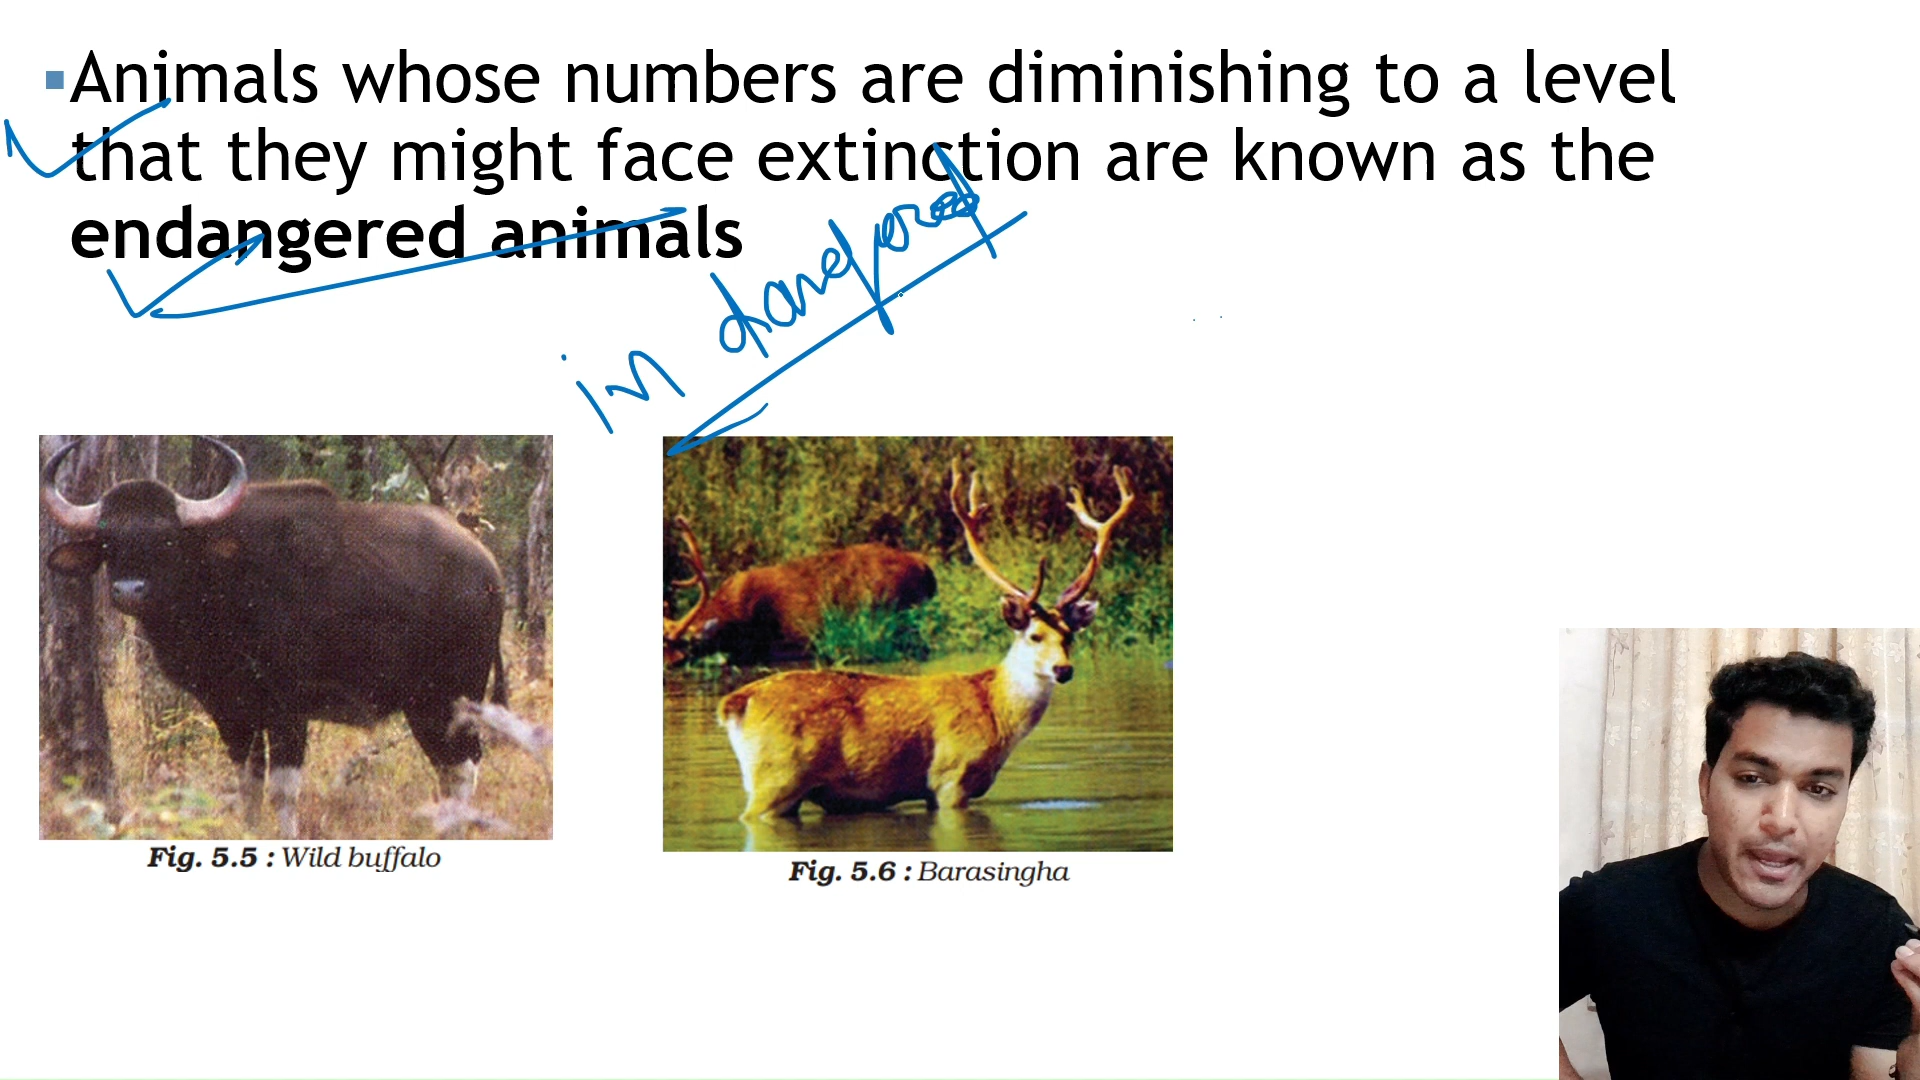 Animals whose numbers are diminishing to a level
that they might face extinction are known as the
endangered animals
in dangered
Fig. 5.5 : Wild buffalo
Fig. 5.6 : Barasingha